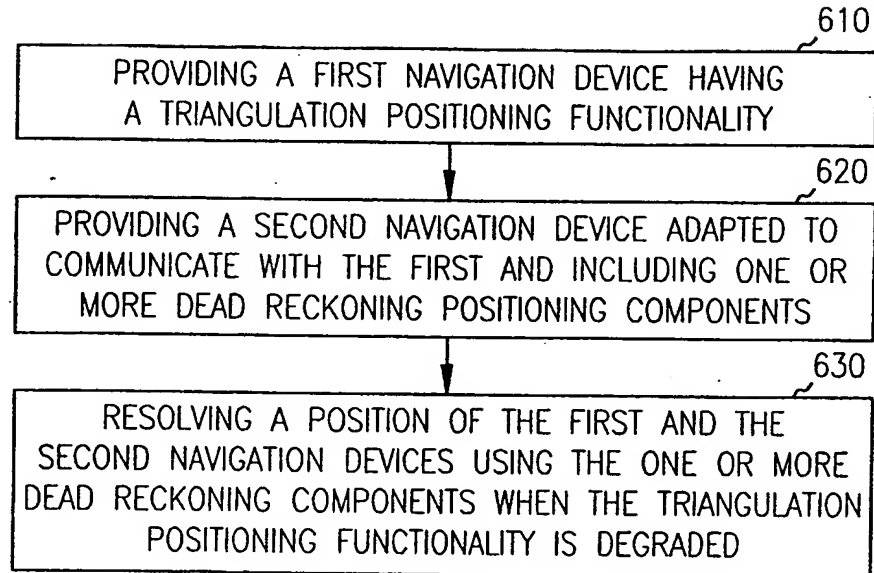 610
PROVIDING A FIRST NAVIGATION DEVICE HAVING
A TRIANGULATION POSITIONING FUNCTIONALITY
620
PROVIDING A SECOND NAVIGATION DEVICE ADAPTED TO
COMMUNICATE WITH THE FIRST AND INCLUDING ONE OR
MORE DEAD RECKONING POSITIONING COMPONENTS
630
RESOLVING A POSITION OF THE FIRST AND THE
SECOND NAVIGATION DEVICES USING THE ONE OR MORE
DEAD RECKONING COMPONENTS WHEN THE TRIANGULATION
POSITIONING FUNCTIONALITY IS DEGRADED